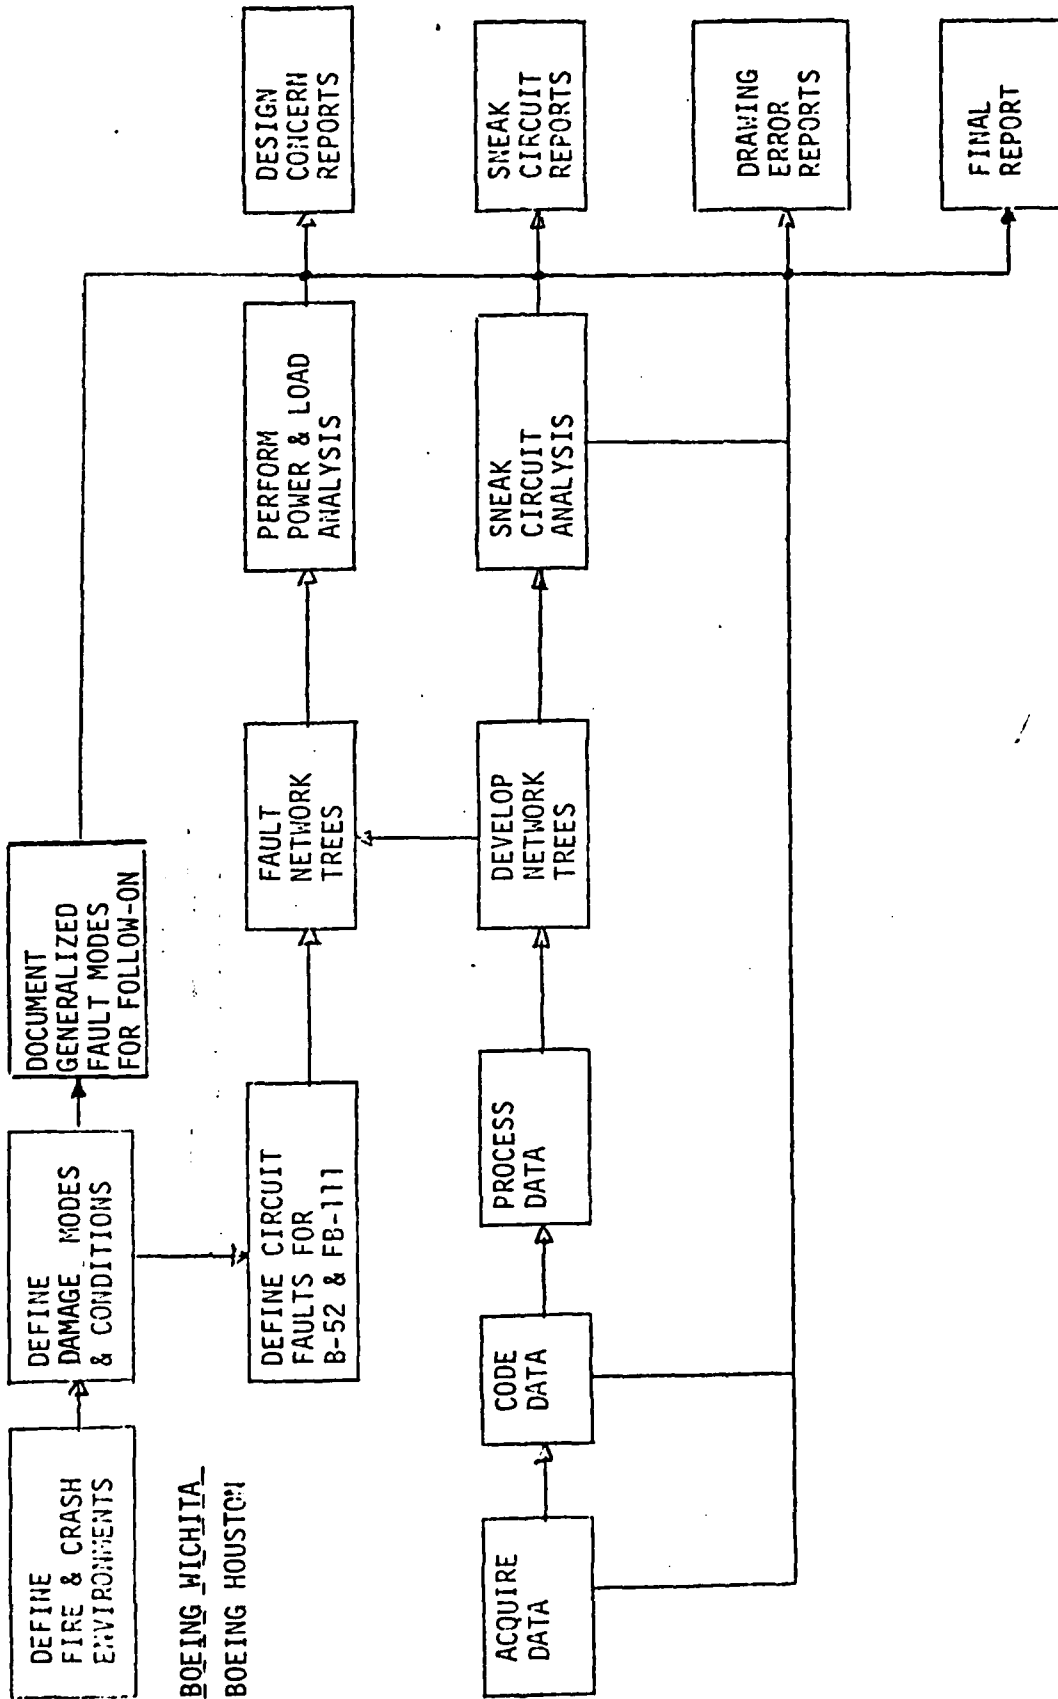 DEFINE
FIRE & CRASH
ENVIRONMENTS
DEFINE
DAMAGE MODES
& CONDITIONS
DOCUMENT
GENERALIZED
FAULT MODES
FOR FOLLOW-ON
BOEING WICHITA
BOEING HOUSTON
DEFINE CIRCUIT
FAULTS FOR
B-52 & FB-111
FAULT
NETWORK
TREES
PERFORM
POWER & LOAD
ANALYSIS
DESIGN
CONCERN
REPORTS
ACQUIRE
DATA
CODE
DATA
PROCESS
DATA
DEVELOP
NETWORK
TREES
SNEAK
CIRCUIT
ANALYSIS
SNEAK
CIRCUIT
REPORTS
DRAWING
ERROR
REPORTS
FINAL
REPORT